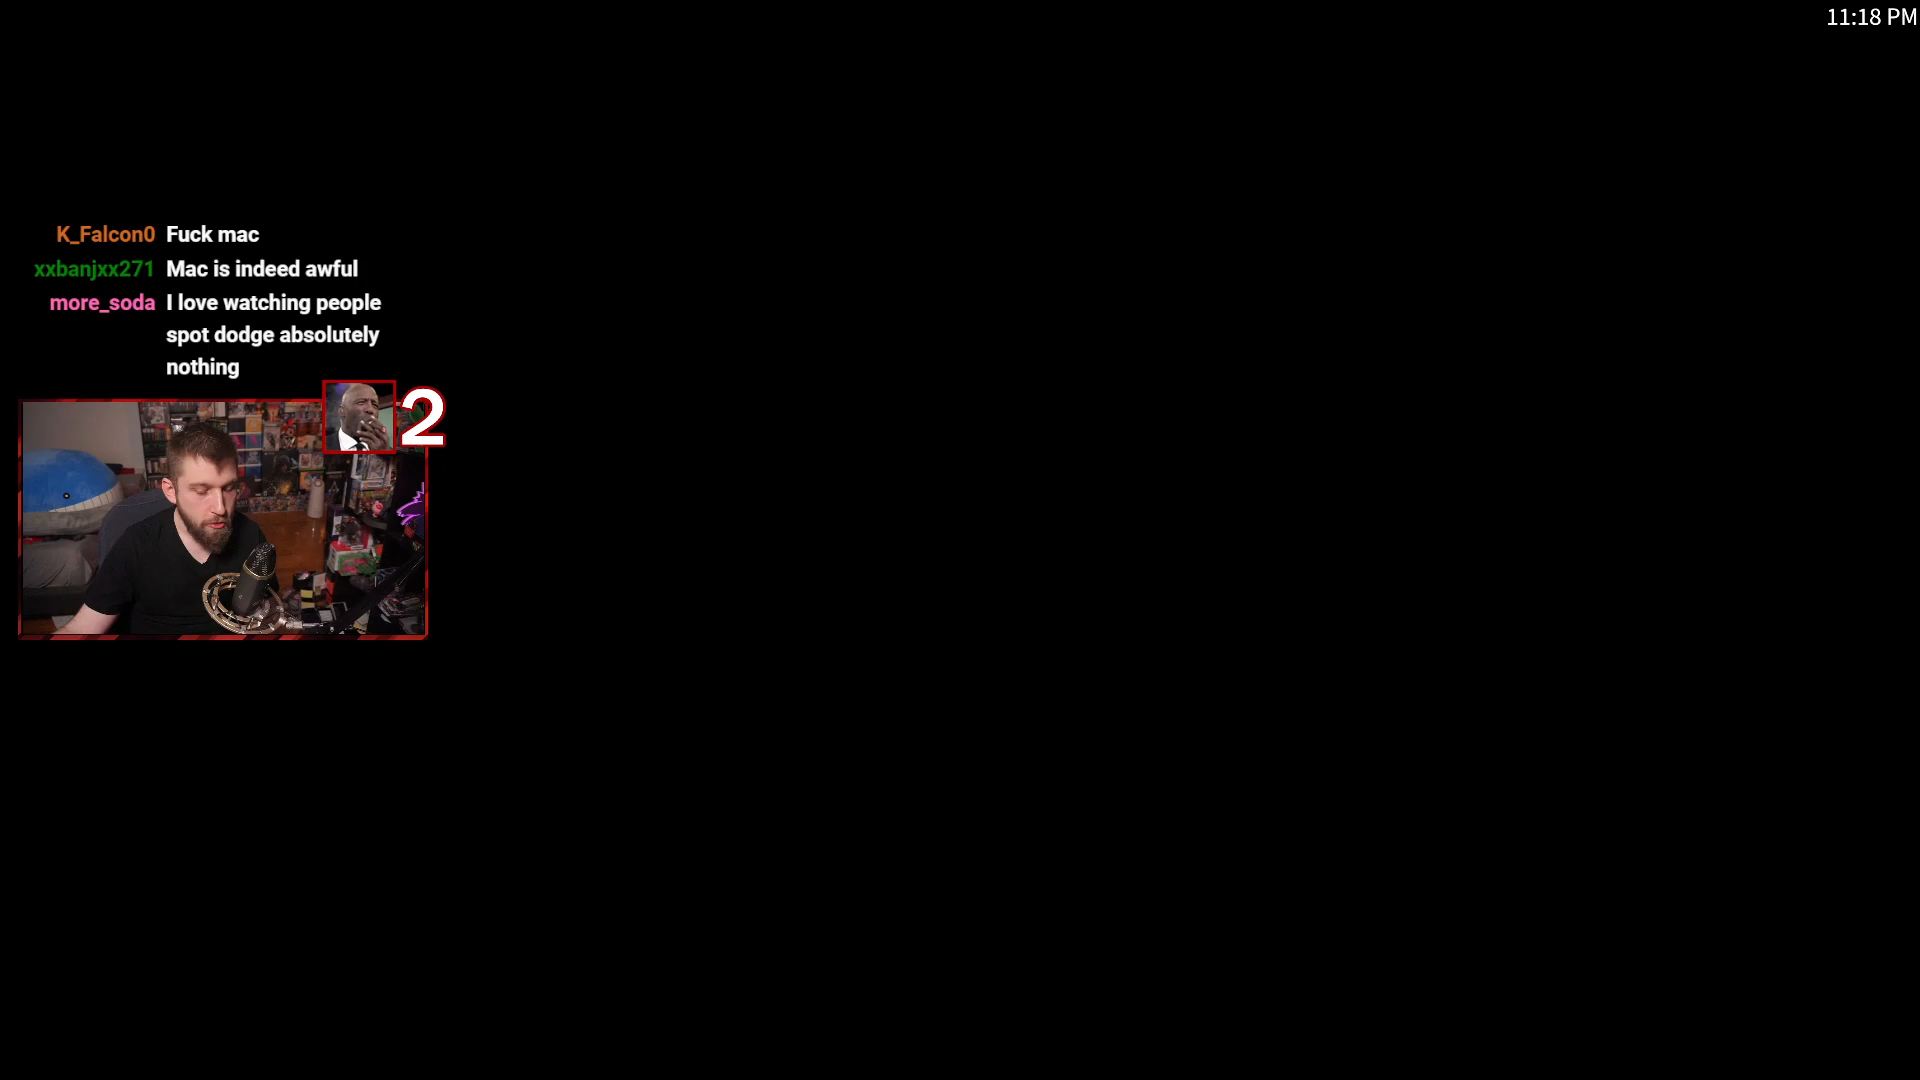 11:18 PM
K_Falcon0 Fuck mac
xxbanjxx271 Mac is indeed awful
more_soda I love watching people
spot dodge absolutely
nothing
2